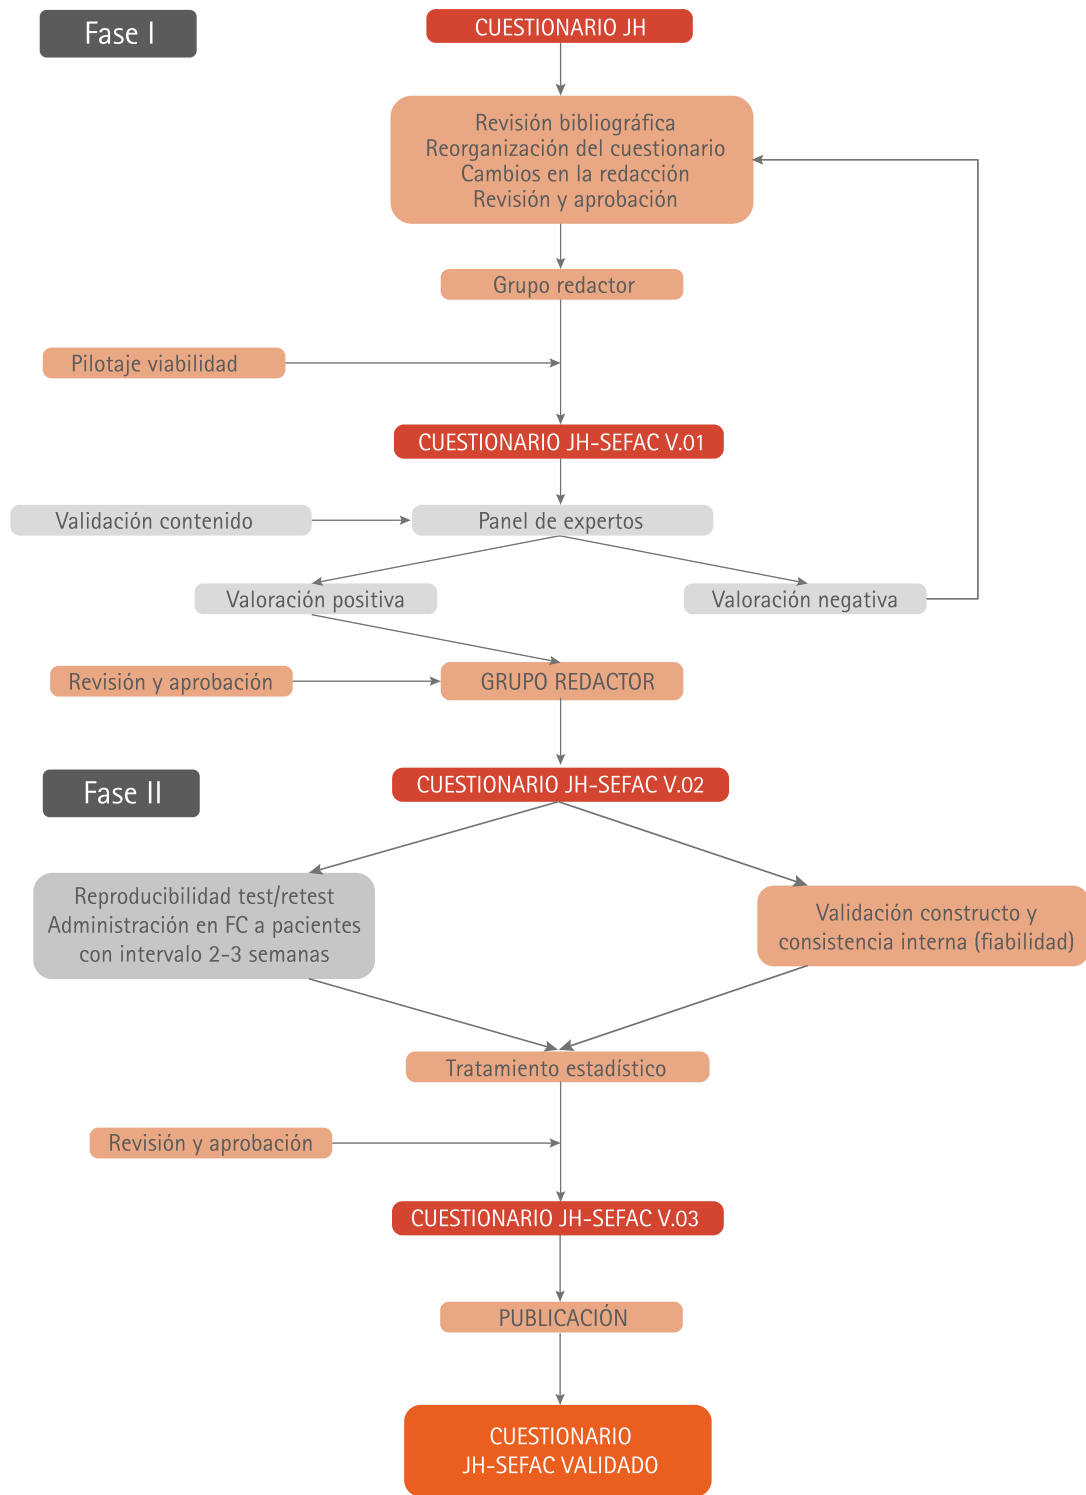 Fase I
CUESTIONARIO JH
Revisión bibliográfica
Reorganización del cuestionario
Cambios en la redacción
Revisión y aprobación
Grupo redactor
Pilotaje viabilidad
CUESTIONARIO JH-SEFAC V.01
Validación contenido
Panel de expertos
Valoración positiva
Valoración negativa
Revisión y aprobación
GRUPO REDACTOR
Fase II
CUESTIONARIO JH-SEFAC V.02
Reproducibilidad test/retest
Administración en FC a pacientes
con intervalo 2-3 semanas
Validación constructo y
consistencia interna (fiabilidad)
Tratamiento estadístico
Revisión y aprobación
CUESTIONARIO JH-SEFAC V.03
PUBLICACIÓN
CUESTIONARIO
JH-SEFAC VALIDADO